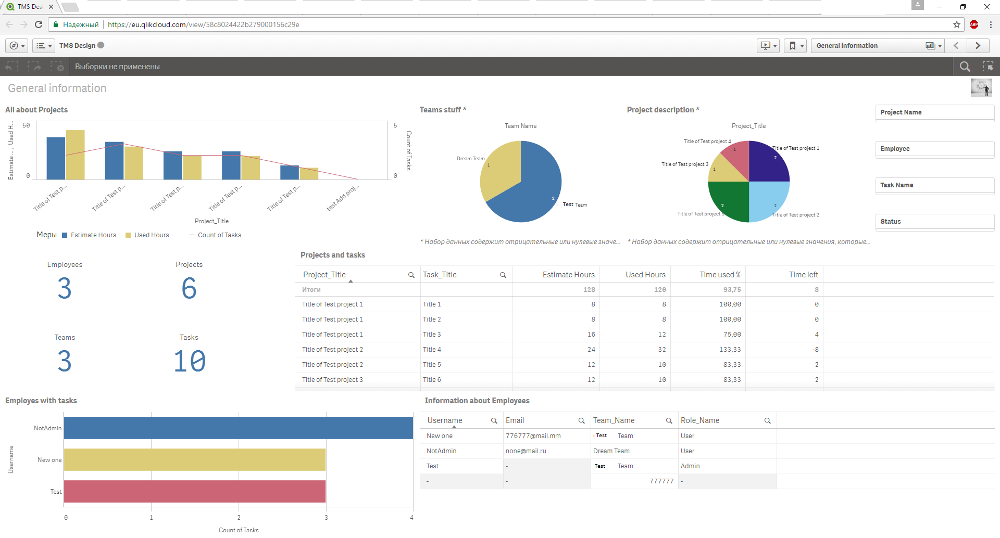 TMS Desi
Надежный https://eu.qlikcloud.com/view/58c8024422b279000156c29e
ABP
TMS Design
General information
Выборки не применены
General information
All about Projects
Estimate ... , Used H...
50
0
5
0
Count of Tasks
Title of Test p...
Title of Test p...
Title of Test p...
Title of Test p...
Title of Test p...
test Add proj...
Project_Title
Меры Estimate Hours Used Hours Count of Tasks
Teams stuff *
Team Name
Dream Team
1
2
Test Team
* Набор данных содержит отрицательные или нулевые значе...
Project description *
Project_Title
Title of Test project 4
1
Title of Test project 1
2
Title of Test project 3
1
2
Title of Test project 5
2
Title of Test project 2
* Набор данных содержит отрицательные или нулевые значения, которые...
Project Name
Employee
Task Name
Status
Employees
3
Projects
6
Teams
3
Tasks
10
Projects and tasks
Project_Title Task_Title Estimate Hours Used Hours Time used % Time left
Итоги 128 120 93,75 8
Title of Test project 1 Title 1 8 8 100,00 0
Title of Test project 1 Title 2 8 8 100,00 0
Title of Test project 1 Title 3 16 12 75,00 4
Title of Test project 2 Title 4 24 32 133,33 -8
Title of Test project 2 Title 5 12 10 83,33 2
Title of Test project 3 Title 6 12 10 83,33 2
Employes with tasks
Username
NotAdmin
New one
Test
0 1 2 3 4
Count of Tasks
Information about Employees
Username Email Team_Name Role_Name
New one 776777@mail.mm Test Team User
NotAdmin none@mail.ru Dream Team User
Test - Test Team Admin
- - 777777 -